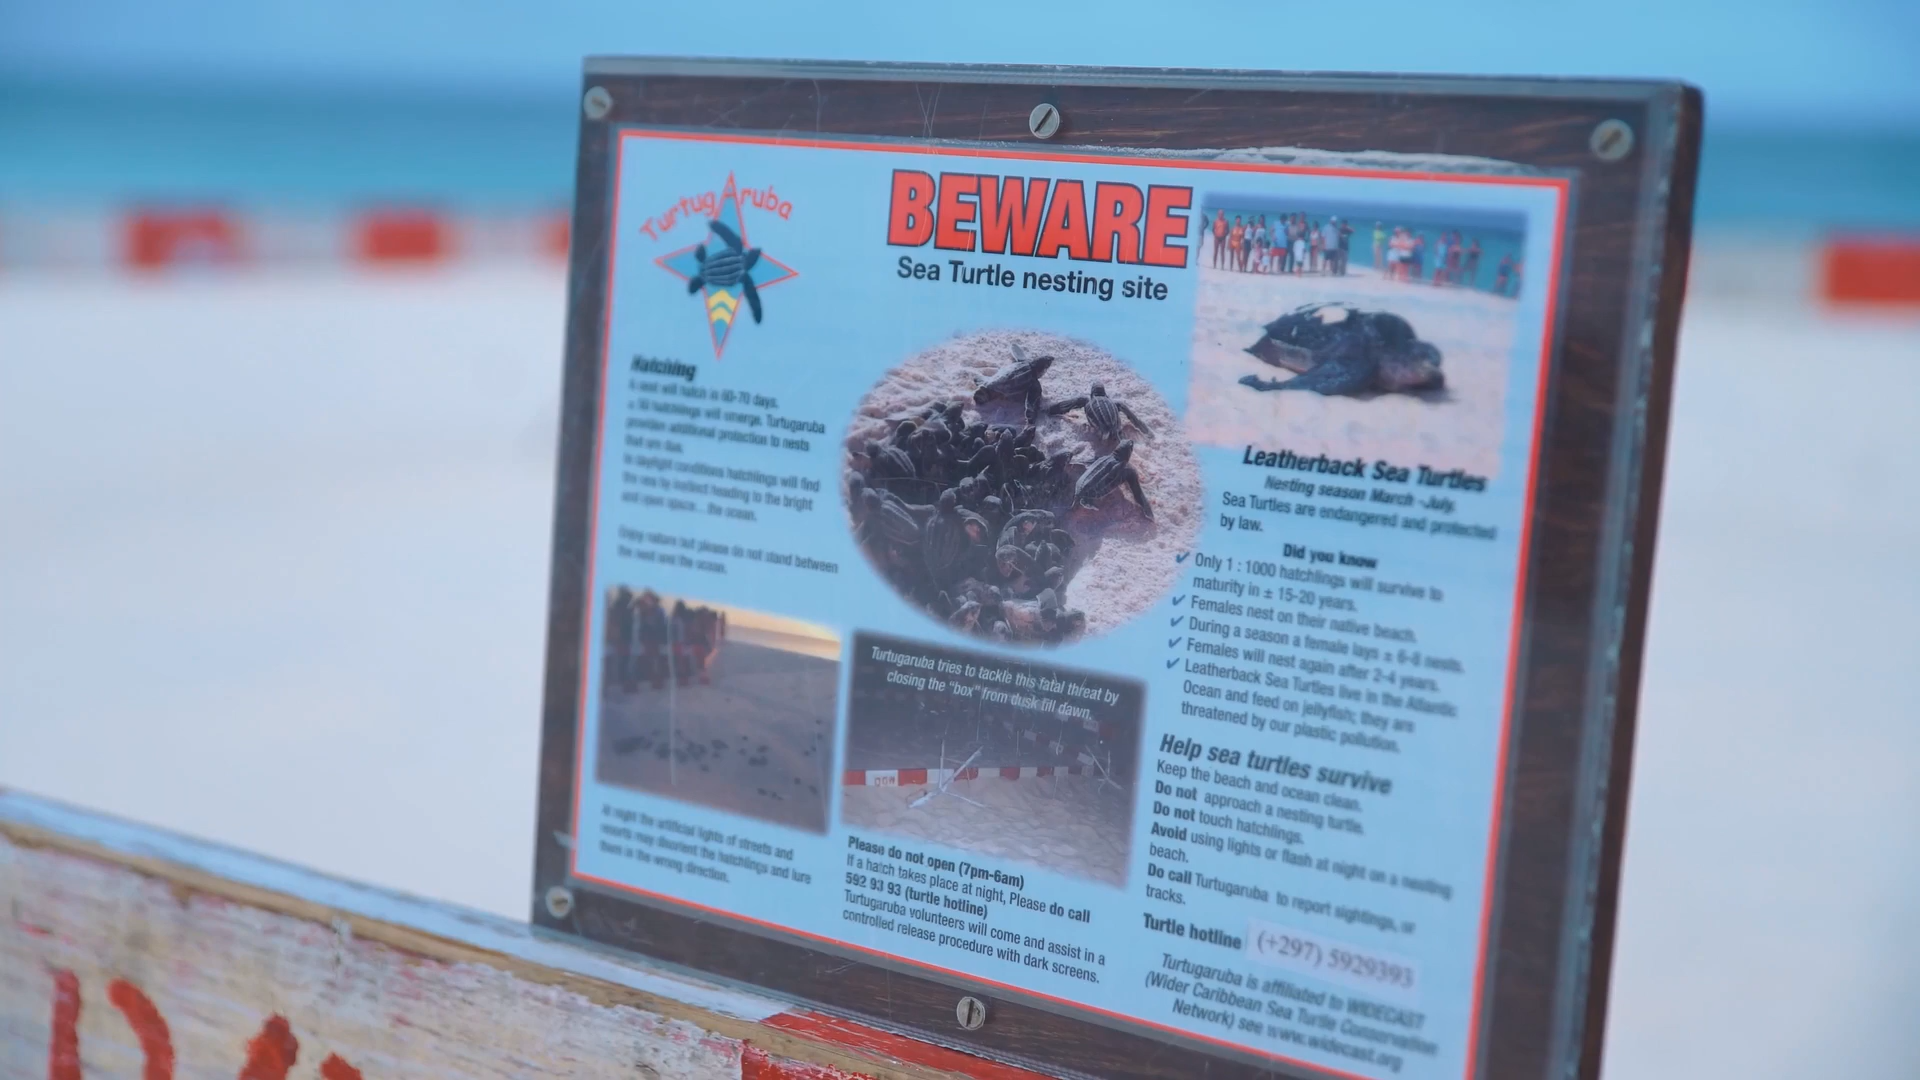 Turtug Aruba
BEWARE
Sea Turtle nesting site
Hatching
A nest will hatch in 60-70 days.
± 50 hatchlings will emerge. Turtugaruba
provides additional protection to nests
that are due.
In daylight conditions hatchlings will find
the sea by instinct heading to the bright
and open space... the ocean.
Enjoy nature but please do not stand between
the nest and the ocean.
At night the artificial lights of streets and
resorts may disorient the hatchlings and lure
them in the wrong direction.
Turtugaruba tries to tackle this fatal threat by
closing the "box" from dusk till dawn.
Please do not open (7pm-6am)
If a hatch takes place at night, Please do call
592 93 93 (turtle hotline)
Turtugaruba volunteers will come and assist in a
controlled release procedure with dark screens.
Leatherback Sea Turtles
Nesting season March -July.
Sea Turtles are endangered and protected
by law.
Did you know
✔ Only 1 : 1000 hatchlings will survive to
maturity in ± 15-20 years.
✔ Females nest on their native beach.
✔ During a season a female lays ± 6-8 nests.
✔ Females will nest again after 2-4 years.
✔ Leatherback Sea Turtles live in the Atlantic
Ocean and feed on jellyfish; they are
threatened by our plastic pollution.
Help sea turtles survive
Keep the beach and ocean clean.
Do not approach a nesting turtle.
Do not touch hatchlings.
Avoid using lights or flash at night on a nesting
beach.
Do call Turtugaruba to report sightings, or
tracks.
Turtle hotline (+297) 5929393
Turtugaruba is affiliated to WIDECAST
(Wider Caribbean Sea Turtle Conservation
Network) see www.widecast.org